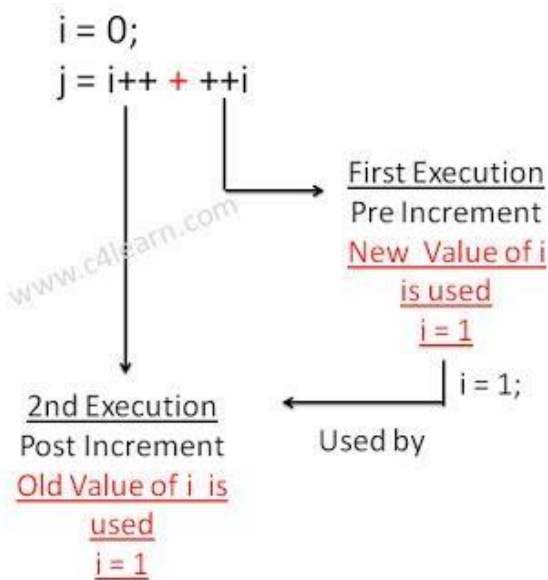 i = 0;
j = i++ + ++i
First Execution
Pre Increment
New Value of i
is used
i = 1
www.c4learn.com
i = 1;
Used by
2nd Execution
Post Increment
Old Value of i is
used
i = 1